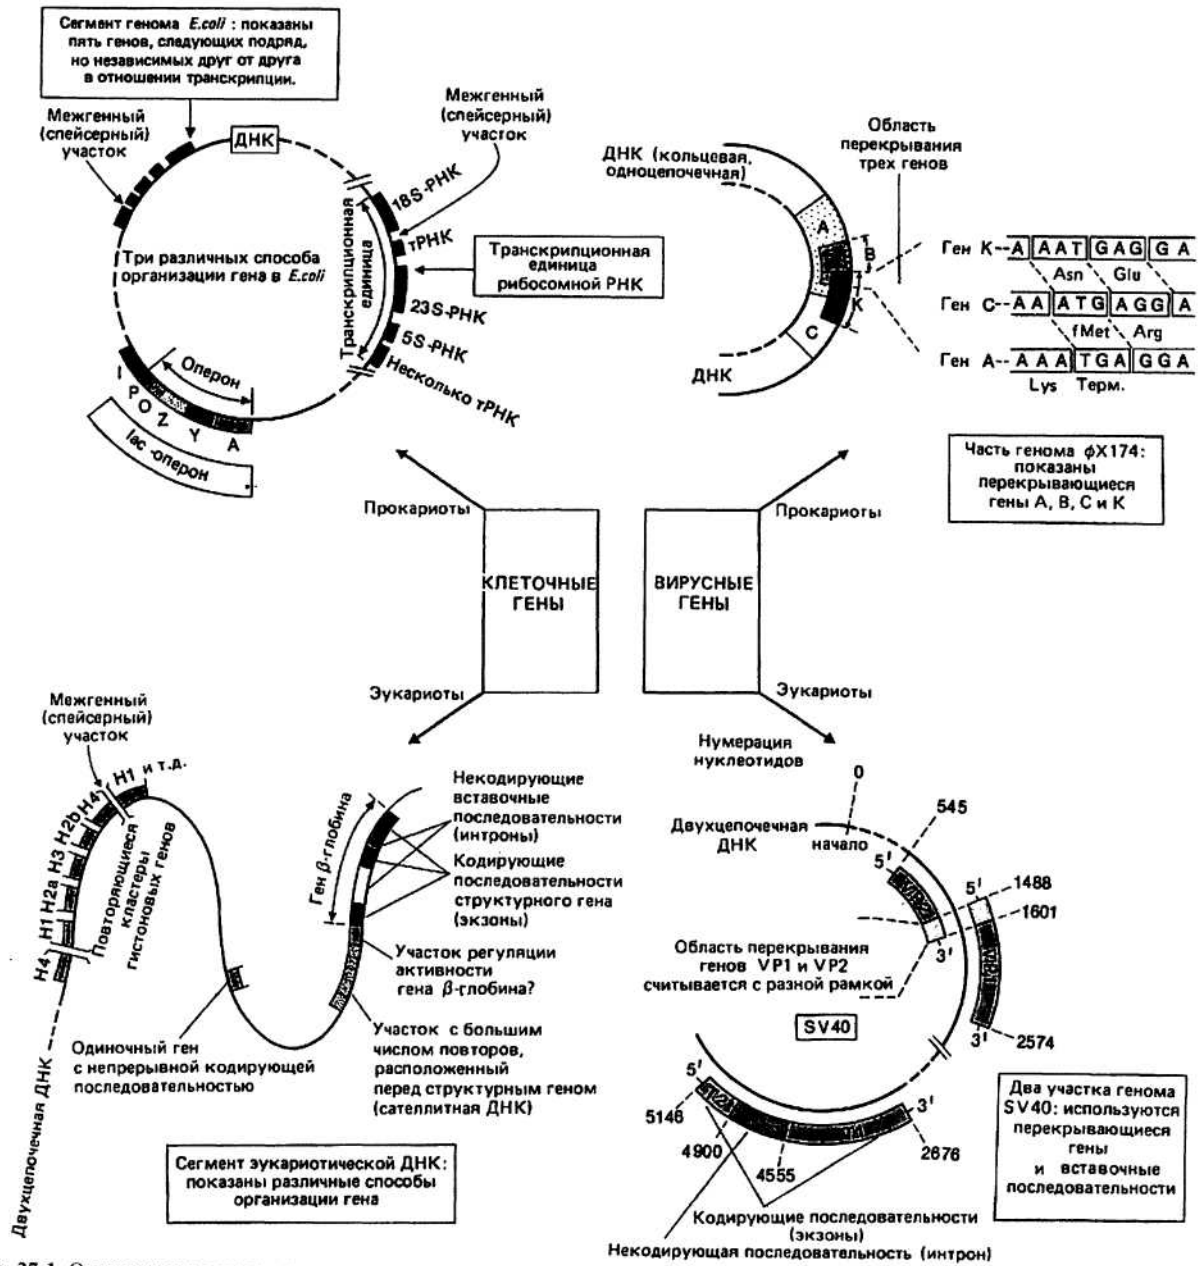 Сегмент генома E.coli : показаны
пять генов, следующих подряд,
но независимых друг от друга
в отношении транскрипции.
Межгенный
(спейсерный)
участок
ДНК
Межгенный
(спейсерный)
участок
18S-РНК
тРНК
23S-РНК
5S-РНК
Несколько тРНК
Транскрипционная
единица
Транскрипционная
единица
рибосомной РНК
Три различных способа
организации гена в E.coli
Оперон
I P O Z Y A
lac-оперон
ДНК (кольцевая,
одноцепочечная)
Область
перекрывания
трех генов
A
B
K
C
ДНК
Ген K--A AAT GAG GA
Asn Glu
Ген C--AA ATG AGG A
fMet Arg
Ген A--AAA TGA GGA
Lys Терм.
Часть генома φX174:
показаны
перекрывающиеся
гены A, B, C и K
Прокариоты
Прокариоты
КЛЕТОЧНЫЕ
ГЕНЫ
ВИРУСНЫЕ
ГЕНЫ
Эукариоты
Эукариоты
Межгенный
(спейсерный)
участок
H4 H1 H2a H3 H2b H4 H1 и т.д.
Повторяющиеся
кластеры
гистоновых генов
Двухцепочечная ДНК
Одиночный ген
с непрерывной кодирующей
последовательностью
Ген β-глобина
Некодирующие
вставочные
последовательности
(интроны)
Кодирующие
последовательности
структурного гена
(экзоны)
Участок регуляции
активности
гена β-глобина?
Участок с большим
числом повторов,
расположенный
перед структурным геном
(сателлитная ДНК)
Сегмент эукариотической ДНК:
показаны различные способы
организации гена
Нумерация
нуклеотидов
0
545
Двухцепочечная
ДНК
начало
5'
VP2
3'
5'
1488
1601
VP1
3'
2574
Область перекрывания
генов VP1 и VP2
считывается с разной рамкой
SV40
5'
5146
4900
4555
3'
2676
Кодирующие последовательности
(экзоны)
Некодирующая последовательность (интрон)
Два участка генома
SV40: используются
перекрывающиеся
гены
и вставочные
последовательности